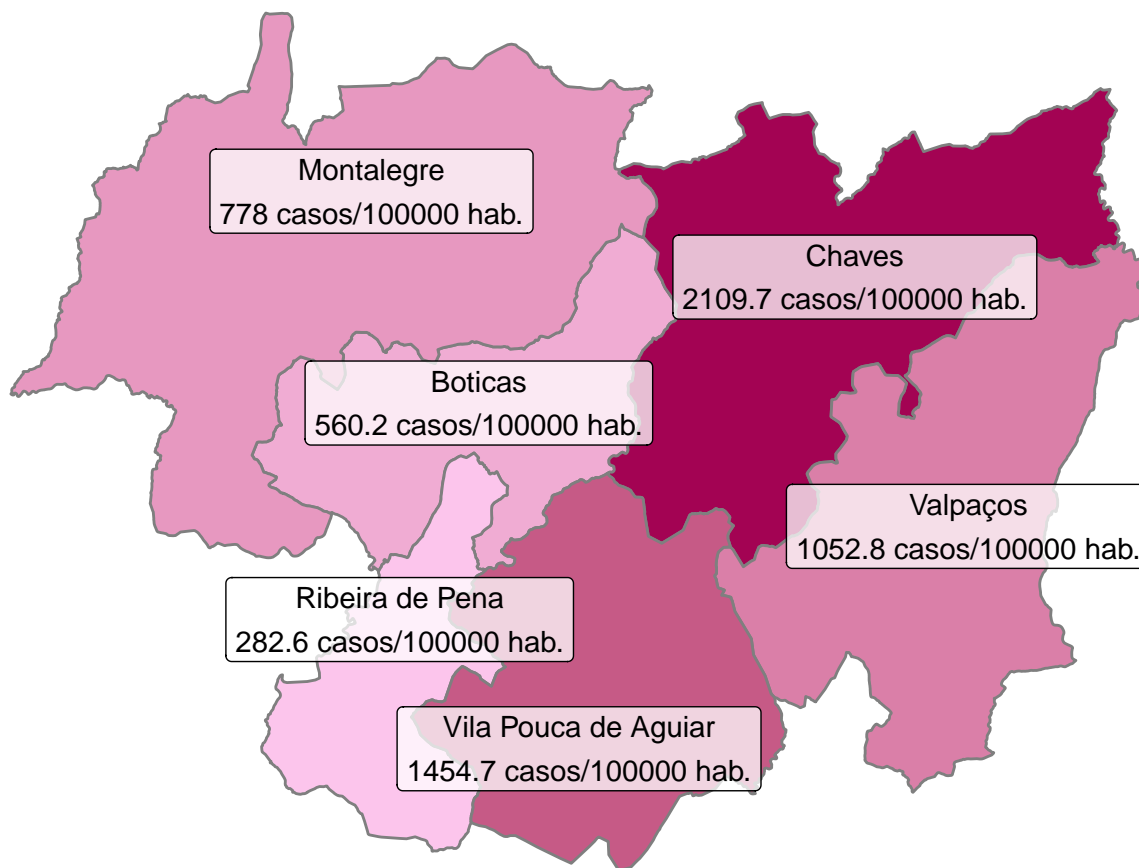 Montalegre
778 casos/100000 hab.
Chaves
2109.7 casos/100000 hab.
Boticas
560.2 casos/100000 hab.
Valpaços
1052.8 casos/100000 hab.
Ribeira de Pena
282.6 casos/100000 hab.
Vila Pouca de Aguiar
1454.7 casos/100000 hab.